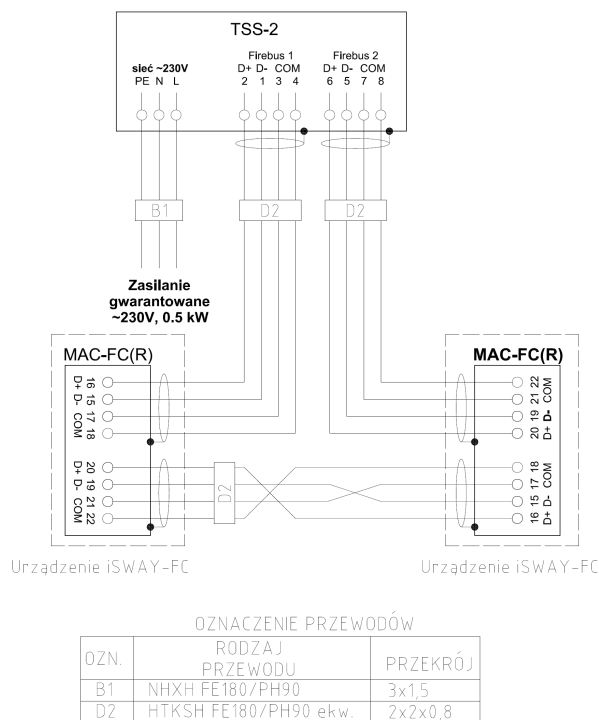 TSS-2
Firebus 1 Firebus 2
sieć ~230V D+ D- COM D+ D- COM
PE N L 2 1 3 4 6 5 7 8
B1 D2 D2
Zasilanie
gwarantowane
~230V, 0.5 kW
MAC-FC(R)
D+ 16
D- 15
COM 17
COM 18
D+ 20
D- 19
COM 21
COM 22
D2
MAC-FC(R)
22 COM
21 COM
19 D-
20 D+
18 COM
17 COM
15 D-
16 D+
Urządzenie iSWAY-FC Urządzenie iSWAY-FC
OZNACZENIE PRZEWODÓW
OZN. RODZAJ PRZEWODU PRZEKRÓJ
B1 NHXH FE180/PH90 3x1,5
D2 HTKSH FE180/PH90 ekw. 2x2x0,8